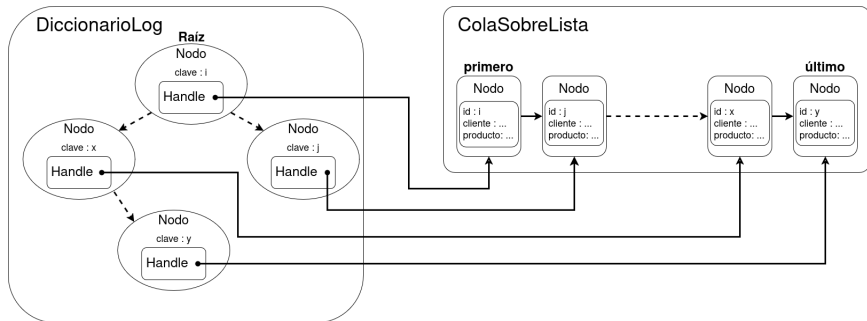 DiccionarioLog
Raíz
Nodo
clave : i
Handle
Nodo
clave : x
Handle
Nodo
clave : j
Handle
Nodo
clave : y
Handle
ColaSobreLista
primero
último
Nodo
id : i
cliente : ...
producto: ...
Nodo
id : j
cliente : ...
producto: ...
Nodo
id : x
cliente : ...
producto: ...
Nodo
id : y
cliente : ...
producto: ...